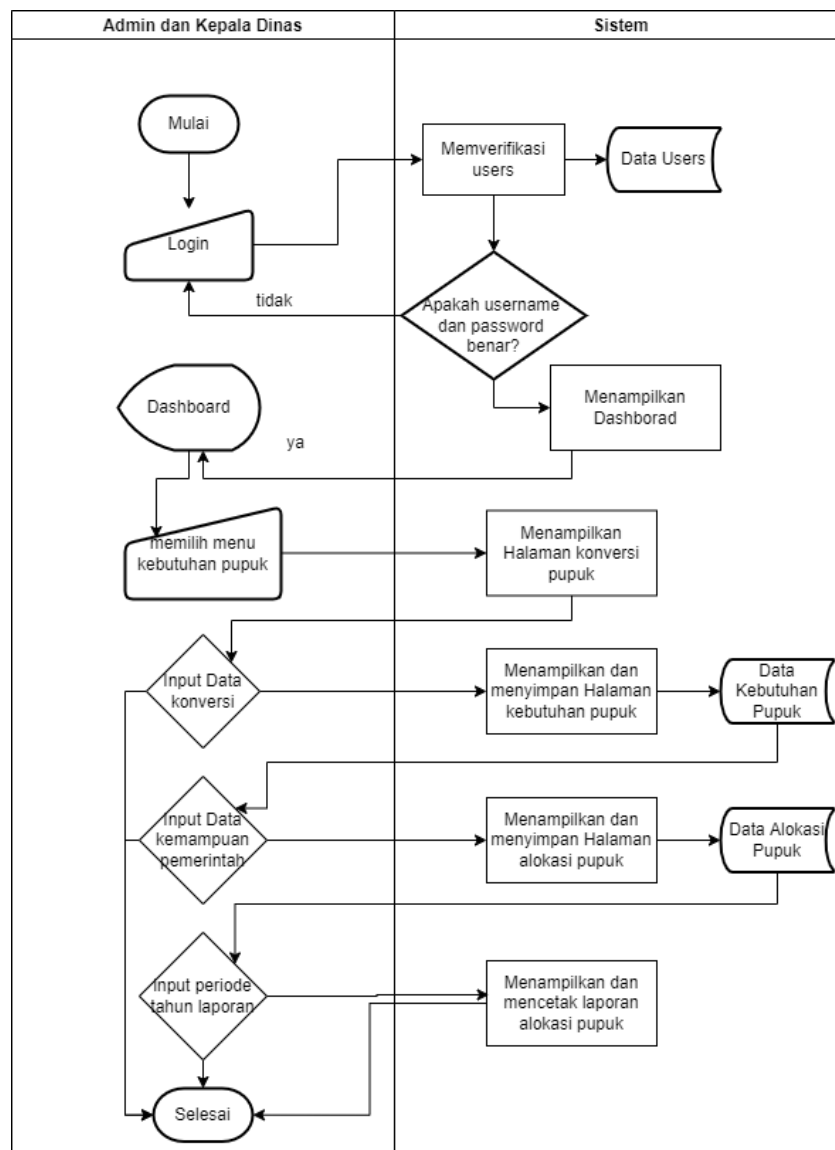 Admin dan Kepala Dinas
Sistem
Mulai
Memverifikasi
users
Data Users
Login
tidak
Apakah username
dan password
benar?
Dashboard
Menampilkan
Dashborad
ya
memilih menu
kebutuhan pupuk
Menampilkan
Halaman konversi
pupuk
Input Data
konversi
Menampilkan dan
menyimpan Halaman
kebutuhan pupuk
Data
Kebutuhan
Pupuk
Input Data
kemampuan
pemerintah
Menampilkan dan
menyimpan Halaman
alokasi pupuk
Data Alokasi
Pupuk
Input periode
tahun laporan
Menampilkan dan
mencetak laporan
alokasi pupuk
Selesai